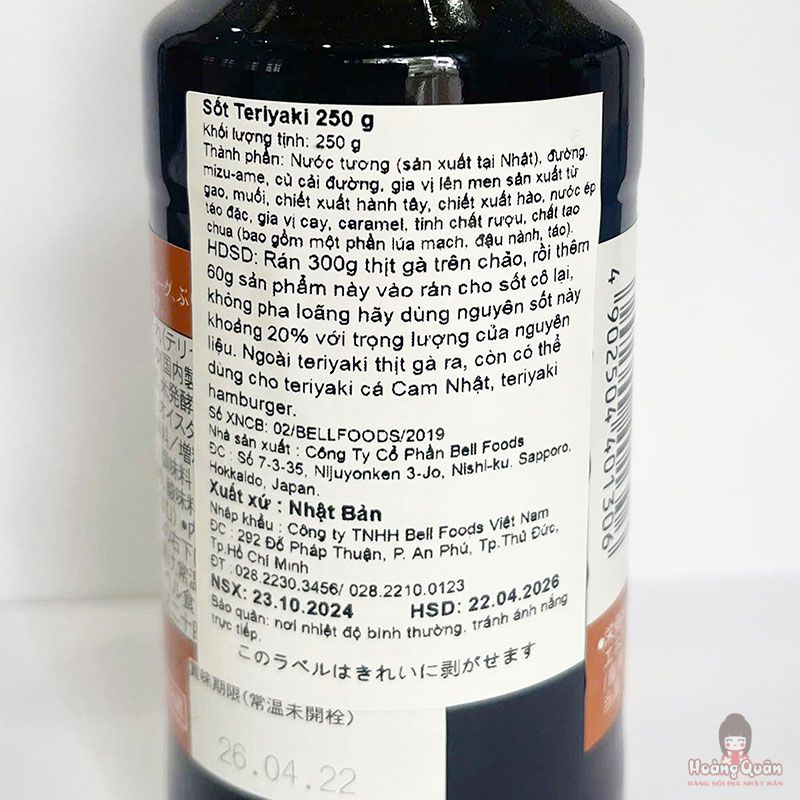 Sốt Teriyaki 250 g
Khối lượng tịnh: 250 g
Thành phần: Nước tương (sản xuất tại Nhật), đường,
mizu-ame, củ cải đường, gia vị lên men sản xuất từ
gạo, muối, chiết xuất hành tây, chiết xuất hào, nước ép
táo đặc, gia vị cay, caramel, tinh chất rượu, chất tạo
chua (bao gồm một phần lúa mạch, đậu nành, táo).
HDSD: Rán 300g thịt gà trên chảo, rồi thêm
60g sản phẩm này vào rán cho sốt cô lại,
không pha loãng hãy dùng nguyên sốt này
khoảng 20% với trọng lượng của nguyên
liệu. Ngoài teriyaki thịt gà ra, còn có thể
dùng cho teriyaki cá Cam Nhật, teriyaki
hamburger.
Số XNCB: 02/BELLFOODS/2019
Nhà sản xuất : Công Ty Cổ Phần Bell Foods
ĐC : Số 7-3-35, Nijuyonken 3-Jo, Nishi-ku, Sapporo,
Hokkaido, Japan.
Xuất xứ : Nhật Bản
Nhập khẩu : Công ty TNHH Bell Foods Việt Nam
ĐC : 292 Đỗ Pháp Thuận, P. An Phú, Tp.Thủ Đức,
Tp.Hồ Chí Minh
ĐT : 028.2230.3456/ 028.2210.0123
NSX: 23.10.2024 HSD: 22.04.2026
Bảo quản: nơi nhiệt độ bình thường, tránh ánh nắng
trực tiếp.
このラベルはきれいに剥がせます
賞味期限(常温未開栓)
26.04.22
4 902504 401306
Hoàng Quân
HÀNG NỘI ĐỊA NHẬT BẢN